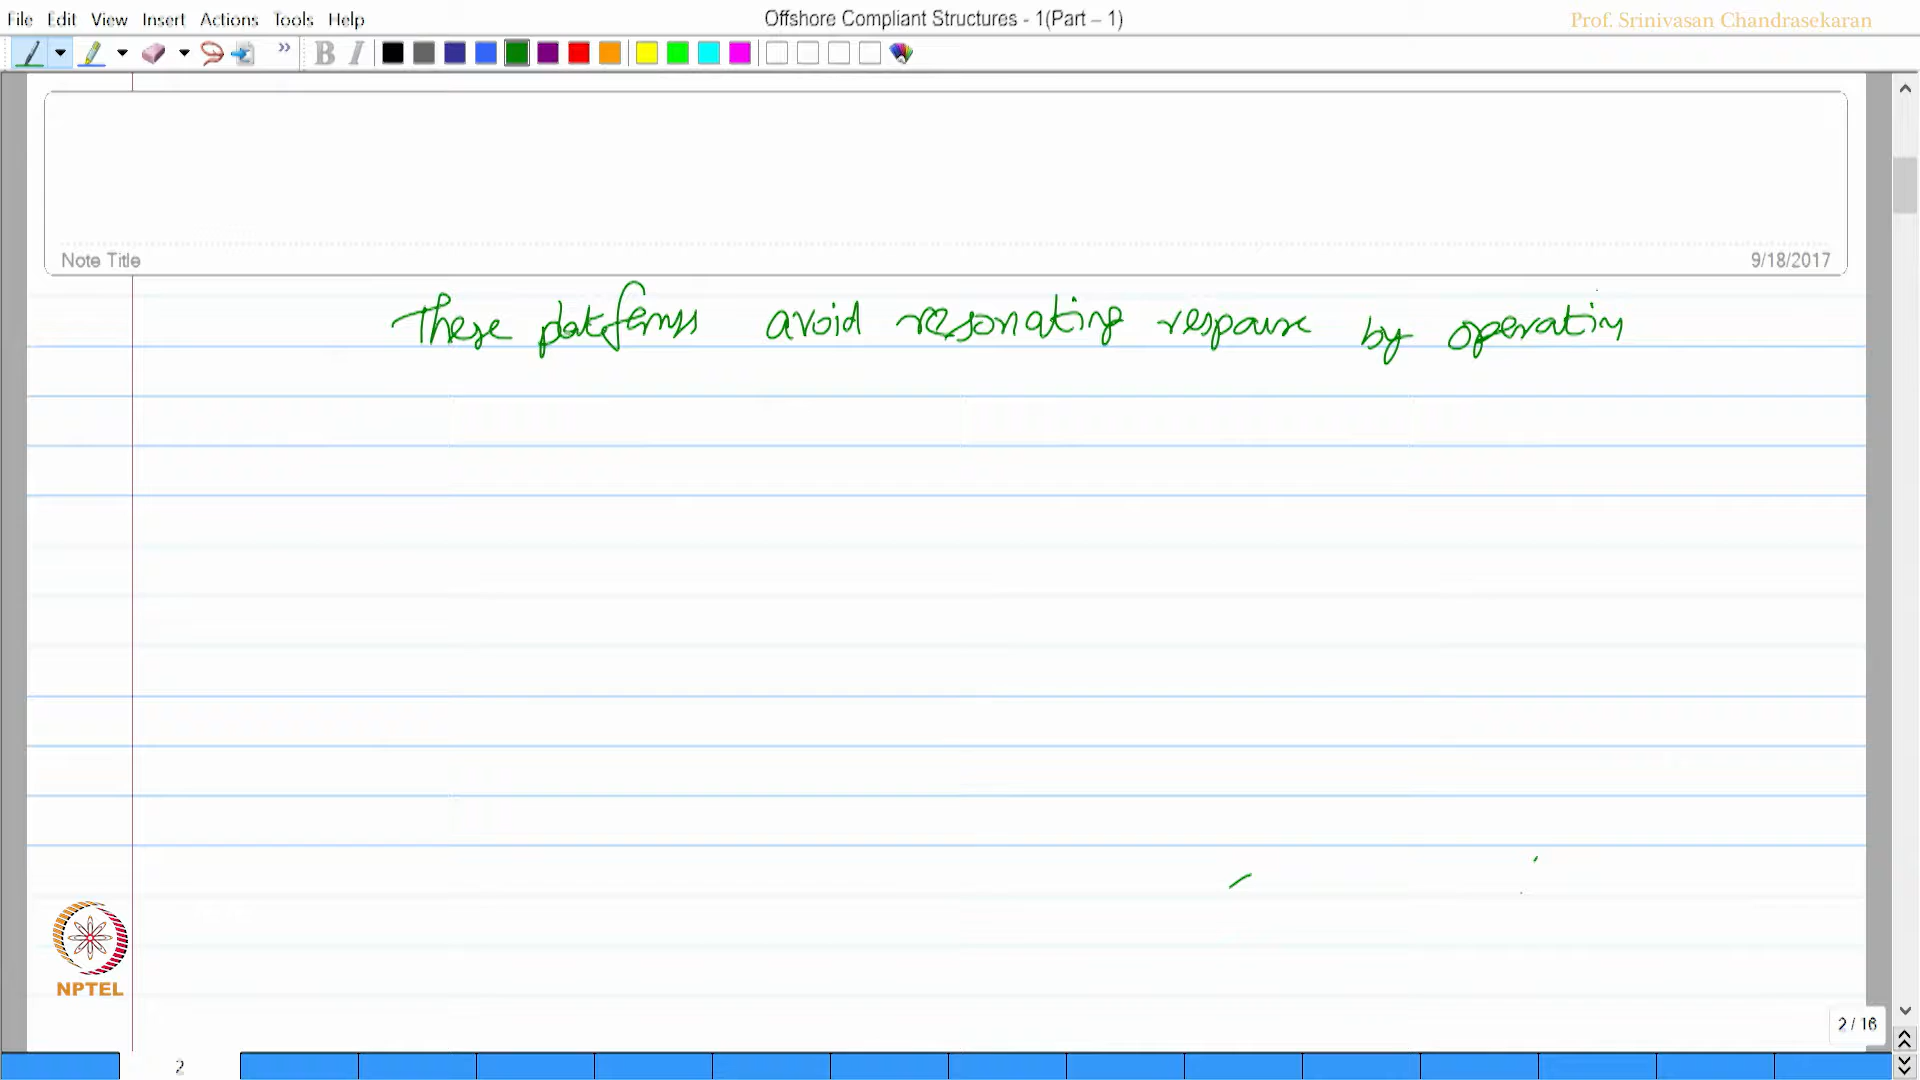 File Edit View Insert Actions Tools Help
Offshore Compliant Structures - 1(Part – 1)
Prof. Srinivasan Chandrasekaran
B I
Note Title
9/18/2017
These platforms avoid resonating response by operating
NPTEL
2 / 16
2